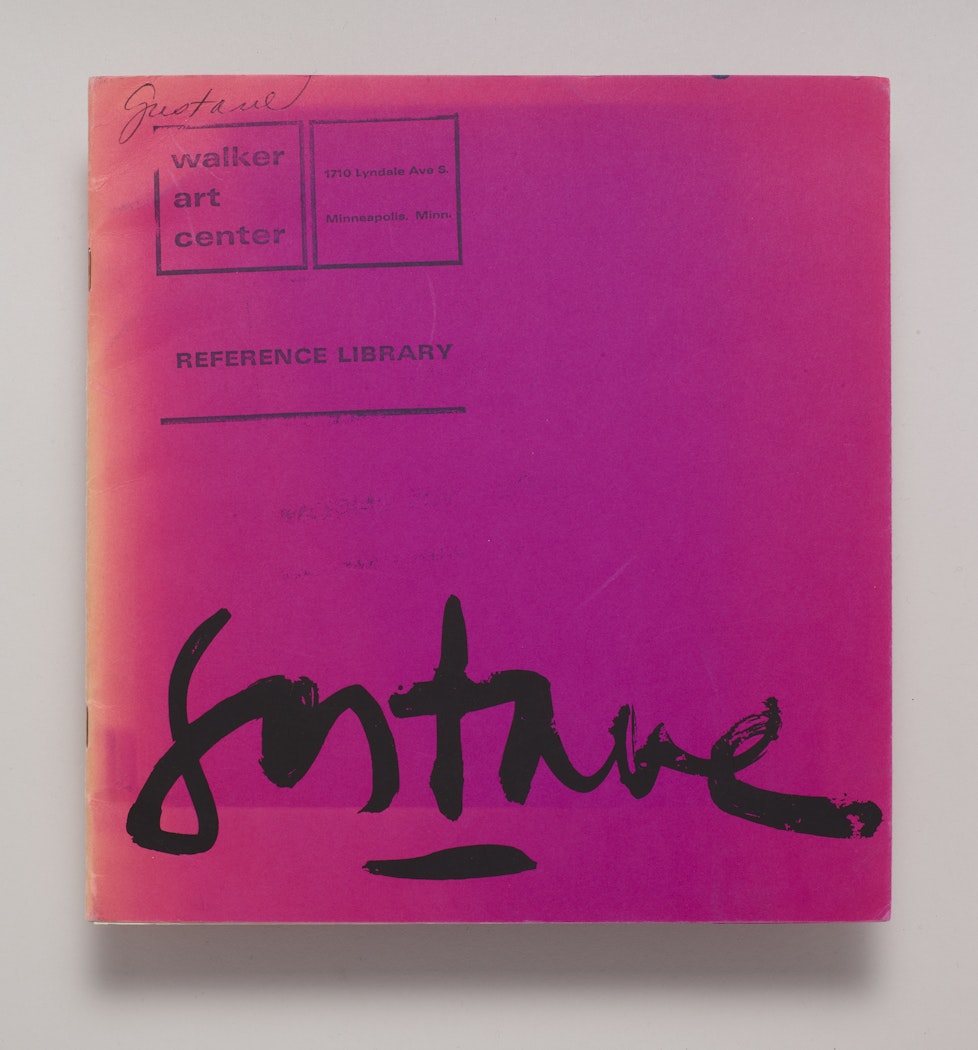 Gustave
walker
art
center
1710 Lyndale Ave S.
Minneapolis, Minn.
REFERENCE LIBRARY
gustave